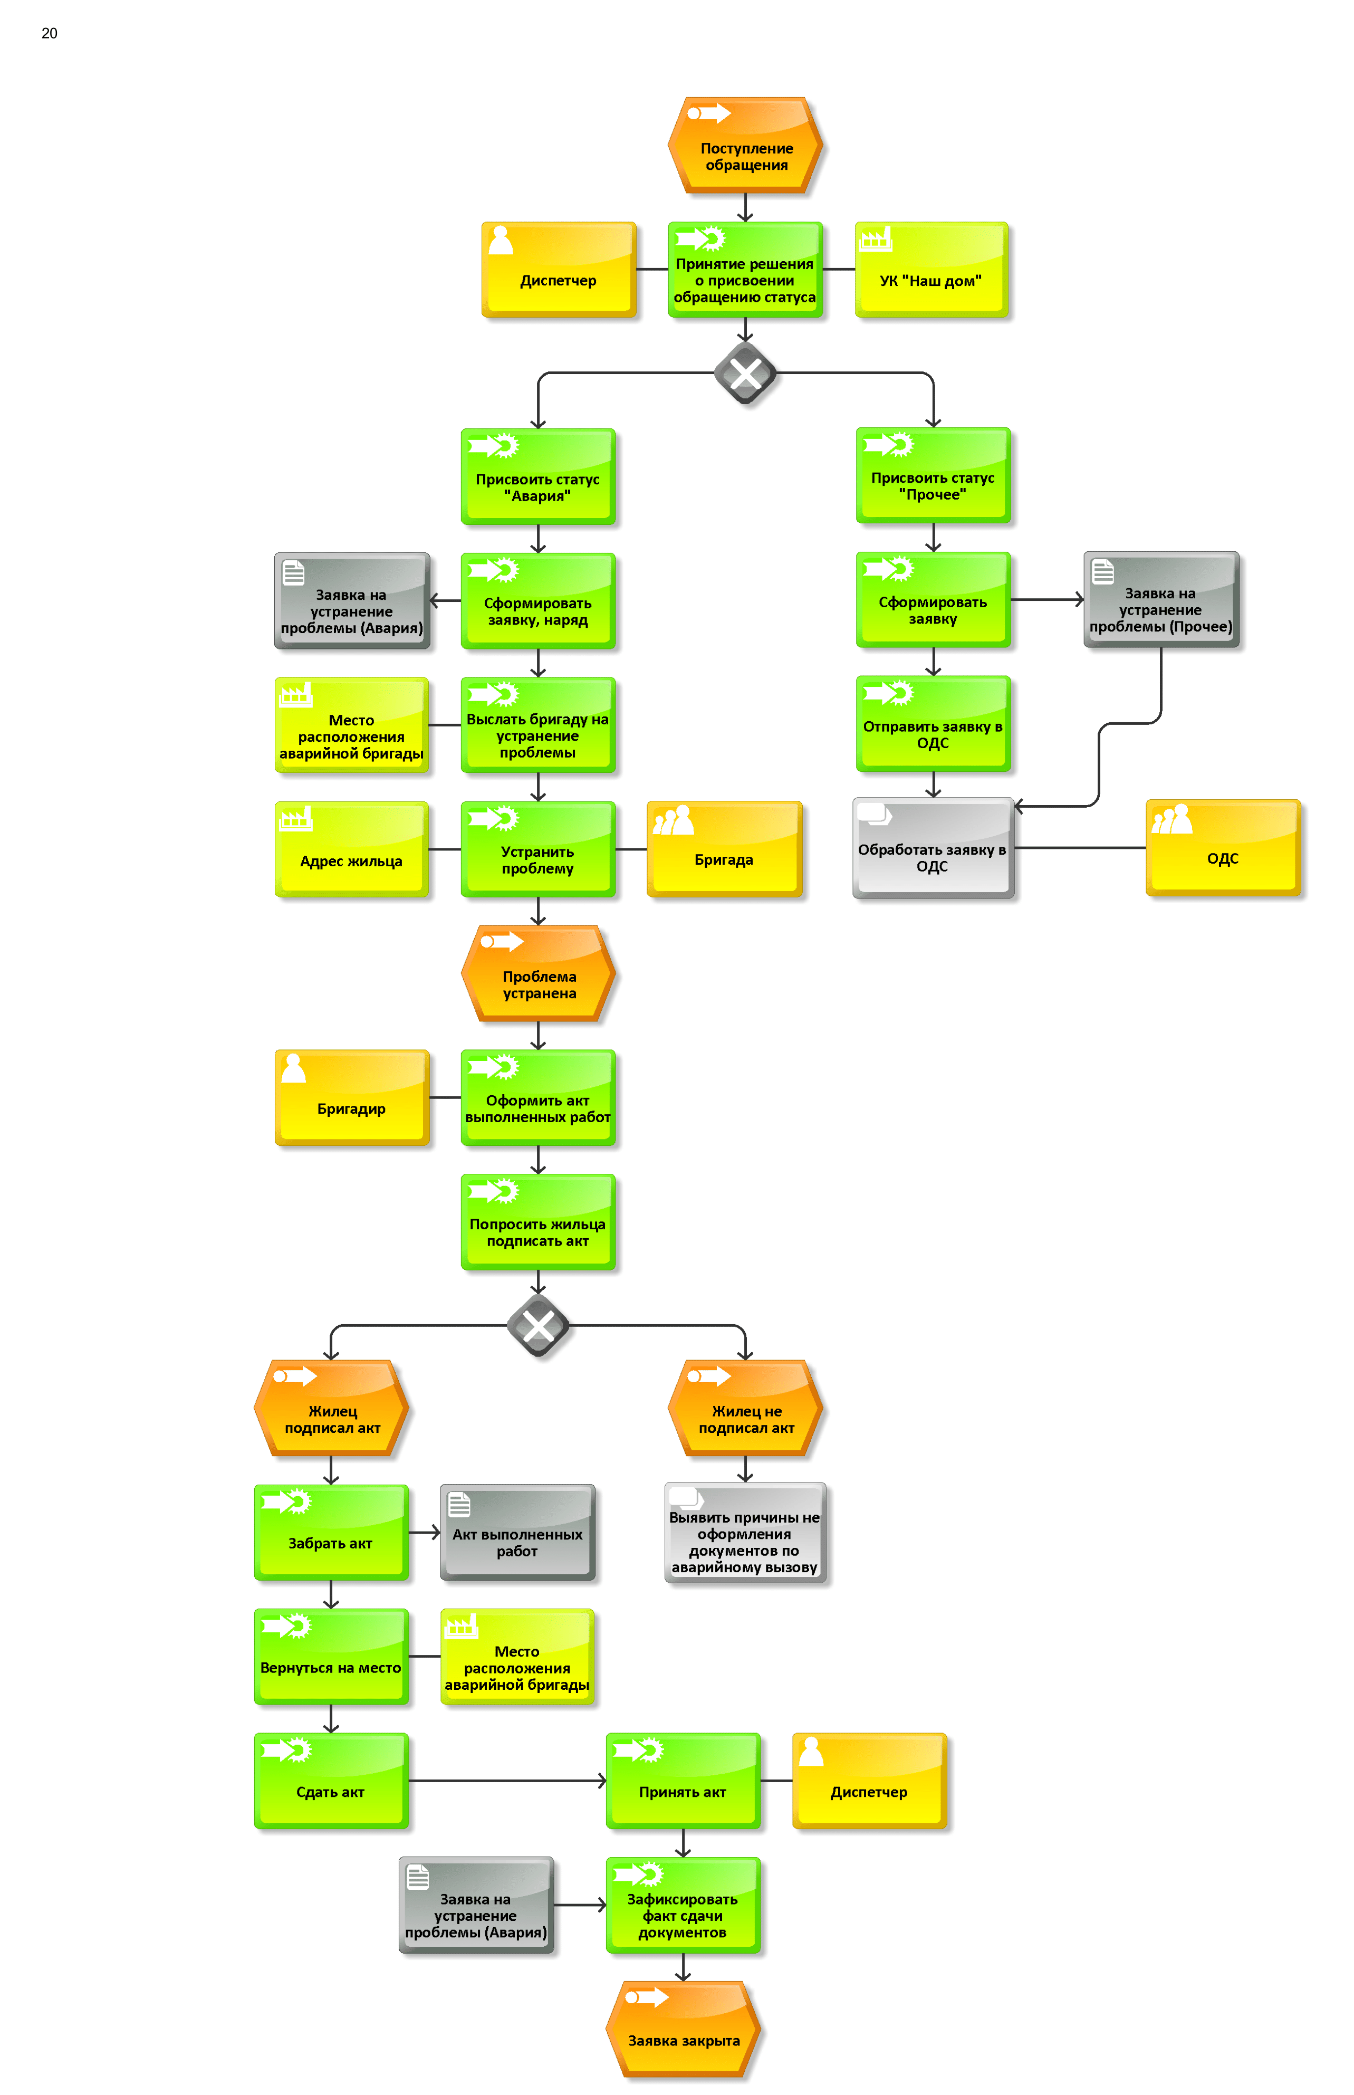 20
Поступление
обращения
Диспетчер
Принятие решения
о присвоении
обращению статуса
УК "Наш дом"
Присвоить статус
"Авария"
Присвоить статус
"Прочее"
Заявка на
устранение
проблемы (Авария)
Сформировать
заявку, наряд
Сформировать
заявку
Заявка на
устранение
проблемы (Прочее)
Место
расположения
аварийной бригады
Выслать бригаду на
устранение
проблемы
Отправить заявку в
ОДС
Адрес жильца
Устранить
проблему
Бригада
Обработать заявку в
ОДС
ОДС
Проблема
устранена
Бригадир
Оформить акт
выполненных работ
Попросить жильца
подписать акт
Жилец
подписал акт
Жилец не
подписал акт
Забрать акт
Акт выполненных
работ
Выявить причины не
оформления
документов по
аварийному вызову
Вернуться на место
Место
расположения
аварийной бригады
Сдать акт
Принять акт
Диспетчер
Заявка на
устранение
проблемы (Авария)
Зафиксировать
факт сдачи
документов
Заявка закрыта